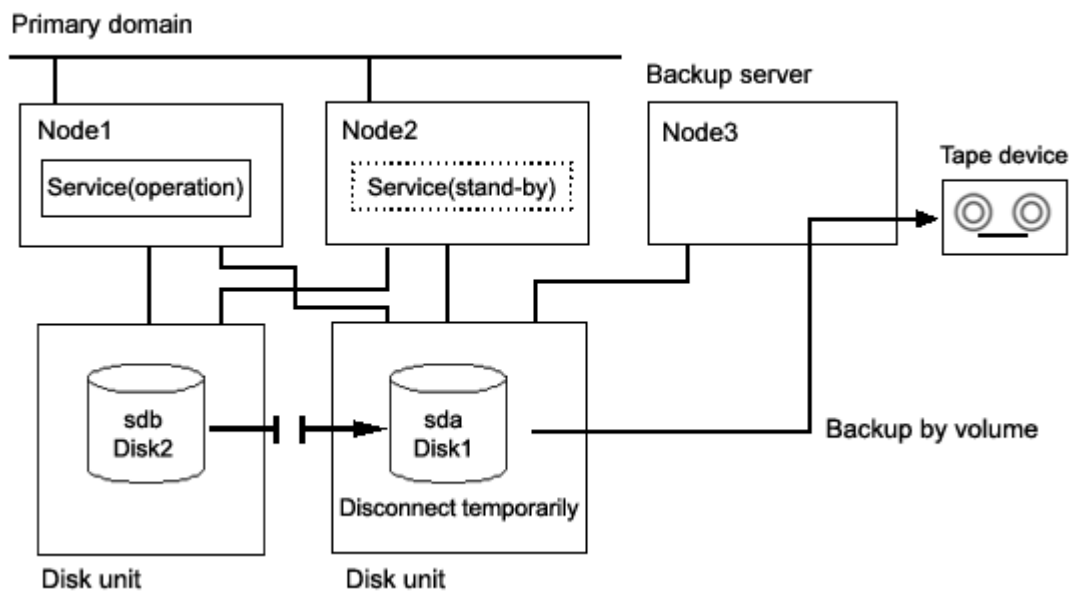 Primary domain
Backup server
Node1
Node2
Node3
Tape device
Service(operation)
Service(stand-by)
sdb
Disk2
sda
Disk1
Backup by volume
Disconnect temporarily
Disk unit
Disk unit